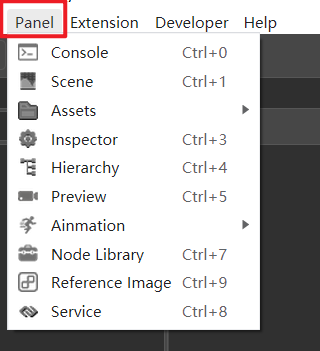 Panel Extension Developer Help
Console Ctrl+0
Scene Ctrl+1
Assets
Inspector Ctrl+3
Hierarchy Ctrl+4
Preview Ctrl+5
Ainmation
Node Library Ctrl+7
Reference Image Ctrl+9
Service Ctrl+8